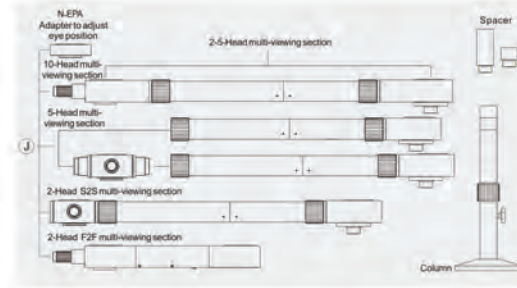 N-EPA
Adapter to adjust
eye position
2-5-Head multi-viewing section
Spacer
10-Head multi-
viewing section
5-Head multi-
viewing section
J
2-Head S2S multi-viewing section
2-Head F2F multi-viewing section
Column